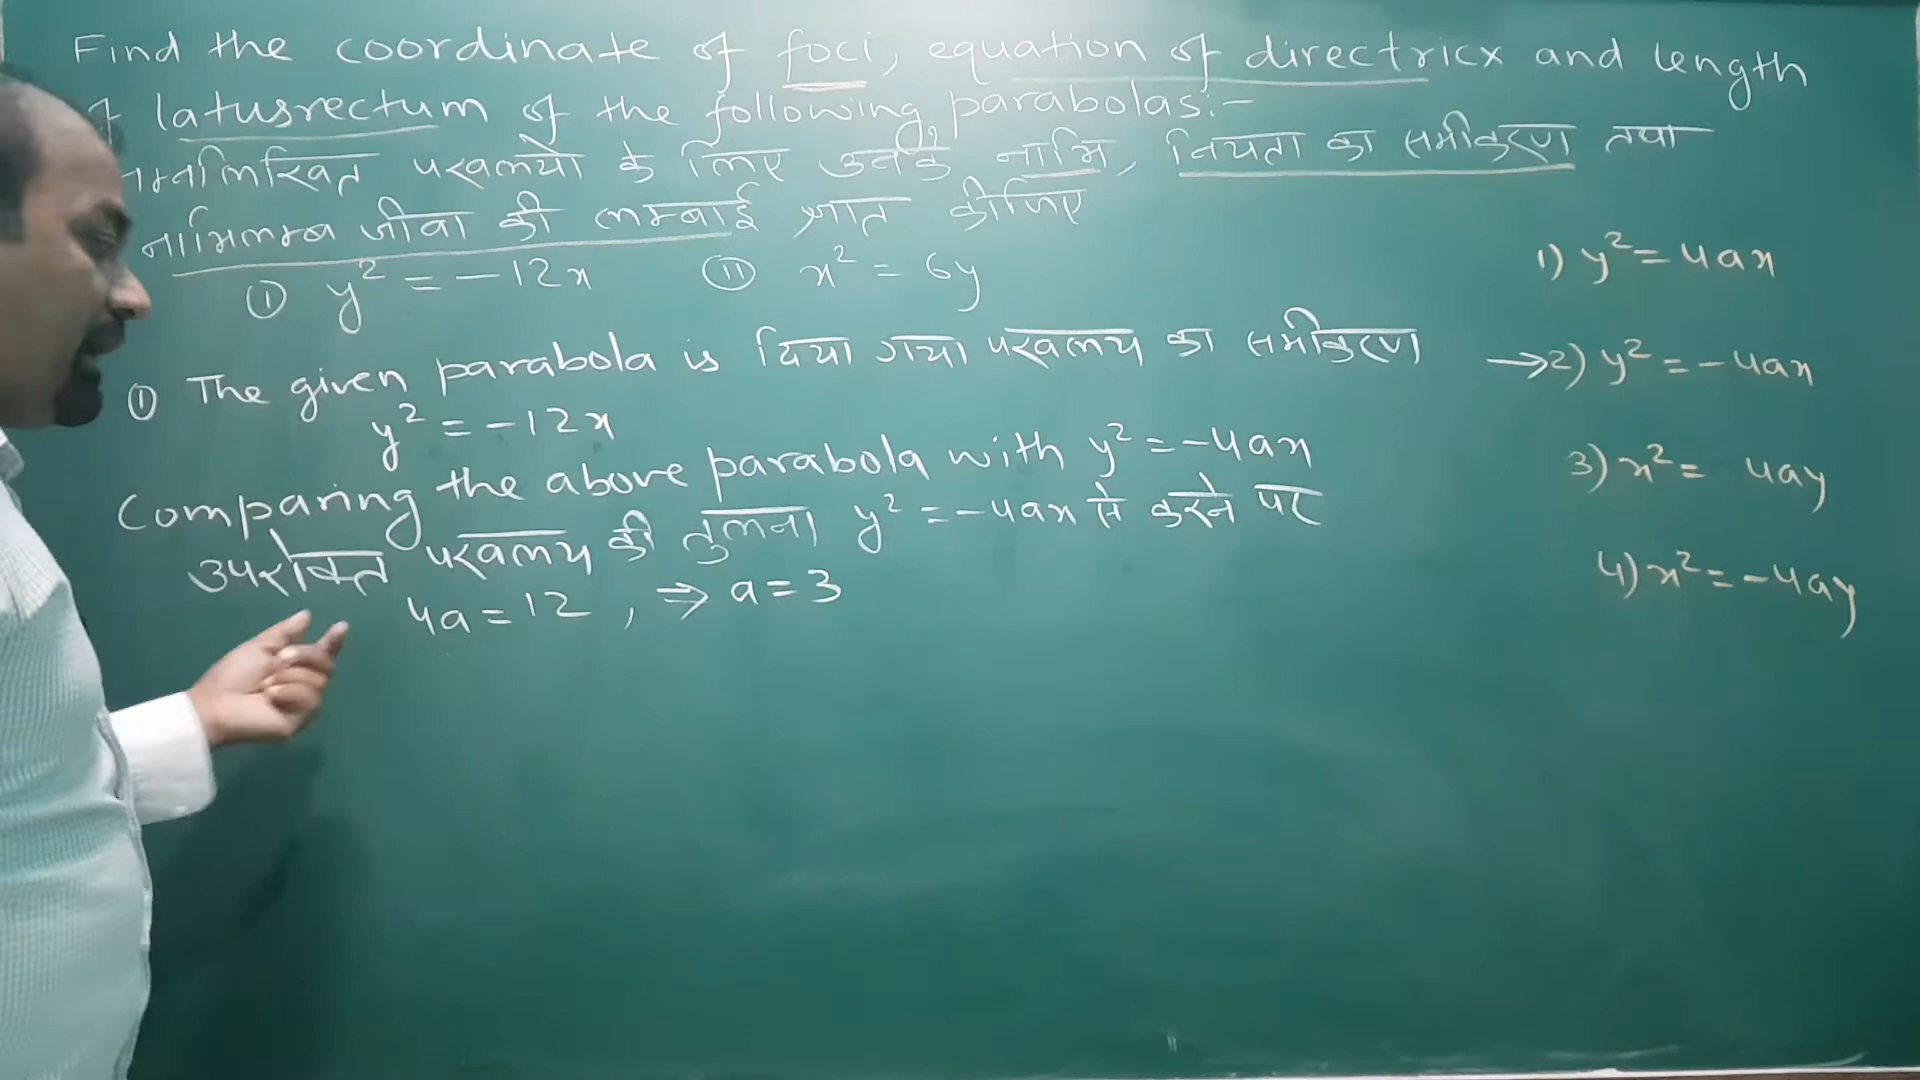 Find the coordinate of foci, equation of directricx and length
latusrectum of the following parabolas:-
परवलयो के लिए उनके नाभि, नियता का समीकरण तथा
नाभिलम्ब जीवा की लम्बाई ज्ञात कीजिए
① y² = -12x ⑪ x² = 6y
① The given parabola is दिया गया परवलय का समीकरण
y² = -12x
Comparing the above parabola with y² = -4ax
उपरोक्त परवलय की तुलना y² = -4ax से करने पर
4a = 12 , ⇒ a = 3
1) y² = 4ax
→2) y² = -4ax
3) x² = 4ay
4) x² = -4ay